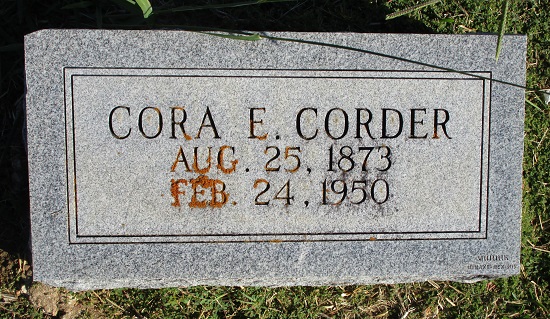 CORA E. CORDER
AUG. 25, 1873
FEB. 24, 1950